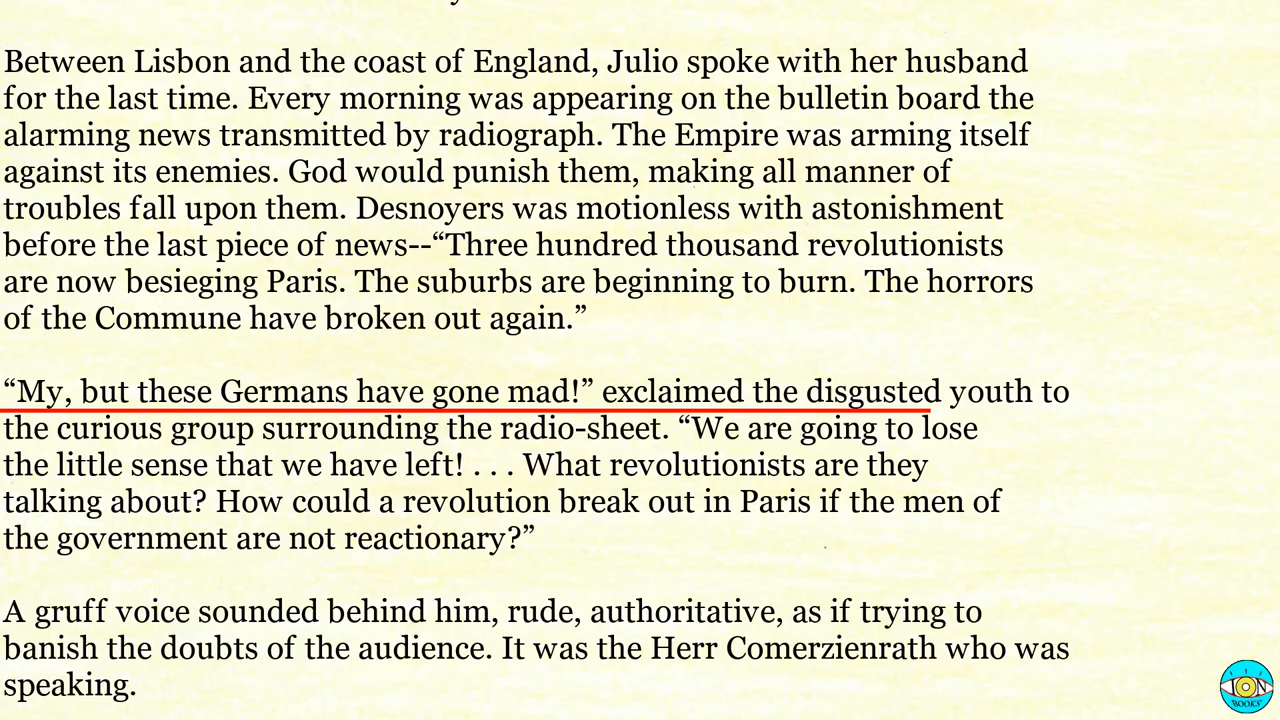 Between Lisbon and the coast of England, Julio spoke with her husband
for the last time. Every morning was appearing on the bulletin board the
alarming news transmitted by radiograph. The Empire was arming itself
against its enemies. God would punish them, making all manner of
troubles fall upon them. Desnoyers was motionless with astonishment
before the last piece of news--“Three hundred thousand revolutionists
are now besieging Paris. The suburbs are beginning to burn. The horrors
of the Commune have broken out again.”
“My, but these Germans have gone mad!” exclaimed the disgusted youth to
the curious group surrounding the radio-sheet. “We are going to lose
the little sense that we have left! . . . What revolutionists are they
talking about? How could a revolution break out in Paris if the men of
the government are not reactionary?”
A gruff voice sounded behind him, rude, authoritative, as if trying to
banish the doubts of the audience. It was the Herr Comerzienrath who was
speaking.
ION
BOOKS